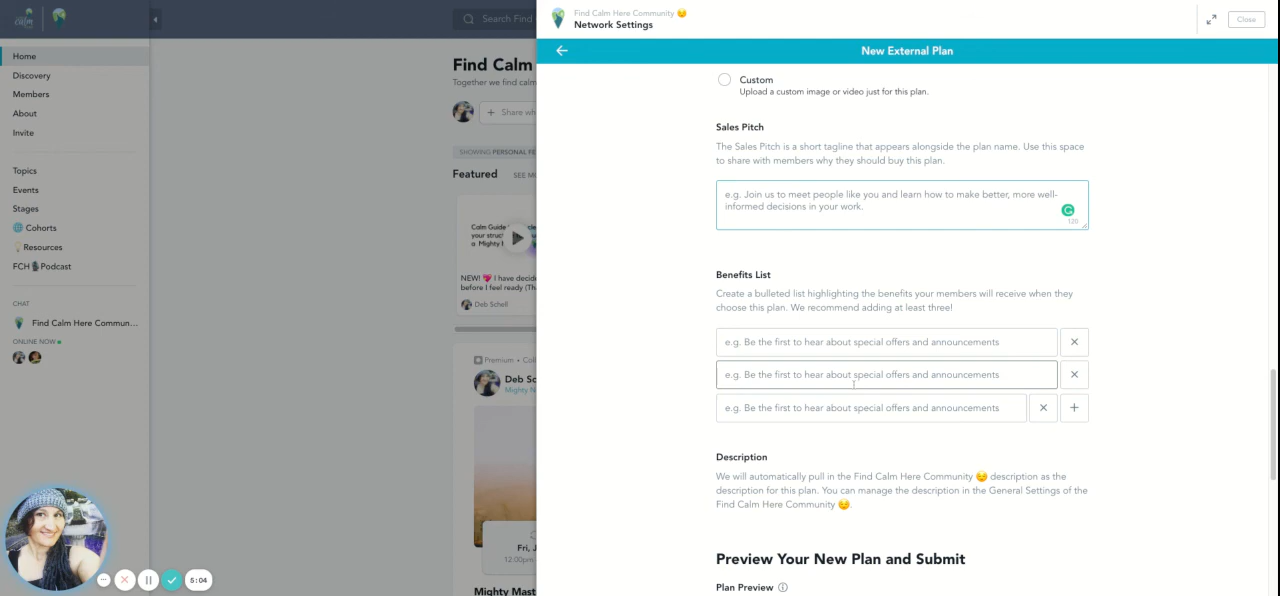 calm
Home
Discovery
Members
About
Invite
Topics
Events
Stages
Cohorts
Resources
FCH Podcast
CHAT
Find Calm Here Commun...
ONLINE NOW
5:04
Search Find
Find Calm
Together we find calm
+ Share wh
SHOWING PERSONAL FE
Featured SEE M
Calm Guide
your struct
a Mighty
NEW! I have decid
before I feel ready (Th
Deb Schell
Premium • Col
Deb Sc
Mighty N
Fri, J
12:00pm
Mighty Mast
Find Calm Here Community
Network Settings
Close
New External Plan
Custom
Upload a custom image or video just for this plan.
Sales Pitch
The Sales Pitch is a short tagline that appears alongside the plan name. Use this space
to share with members why they should buy this plan.
e.g. Join us to meet people like you and learn how to make better, more well-
informed decisions in your work.
120
Benefits List
Create a bulleted list highlighting the benefits your members will receive when they
choose this plan. We recommend adding at least three!
e.g. Be the first to hear about special offers and announcements
e.g. Be the first to hear about special offers and announcements
e.g. Be the first to hear about special offers and announcements
Description
We will automatically pull in the Find Calm Here Community 😌 description as the
description for this plan. You can manage the description in the General Settings of the
Find Calm Here Community 😌
Preview Your New Plan and Submit
Plan Preview